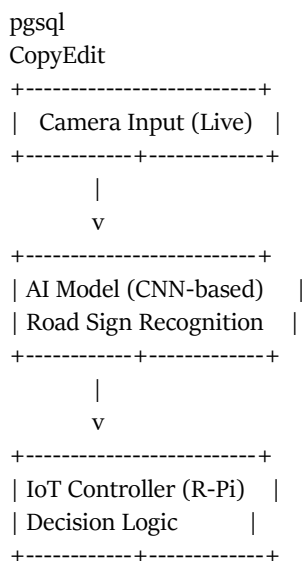 pgsql
CopyEdit
+--------------------------+
|   Camera Input (Live)   |
+------------+-------------+
|
v
+--------------------------+
| AI Model (CNN-based)      |
| Road Sign Recognition   |
+------------+-------------+
|
v
+--------------------------+
| IoT Controller (R-Pi)    |
| Decision Logic           |
+------------+-------------+